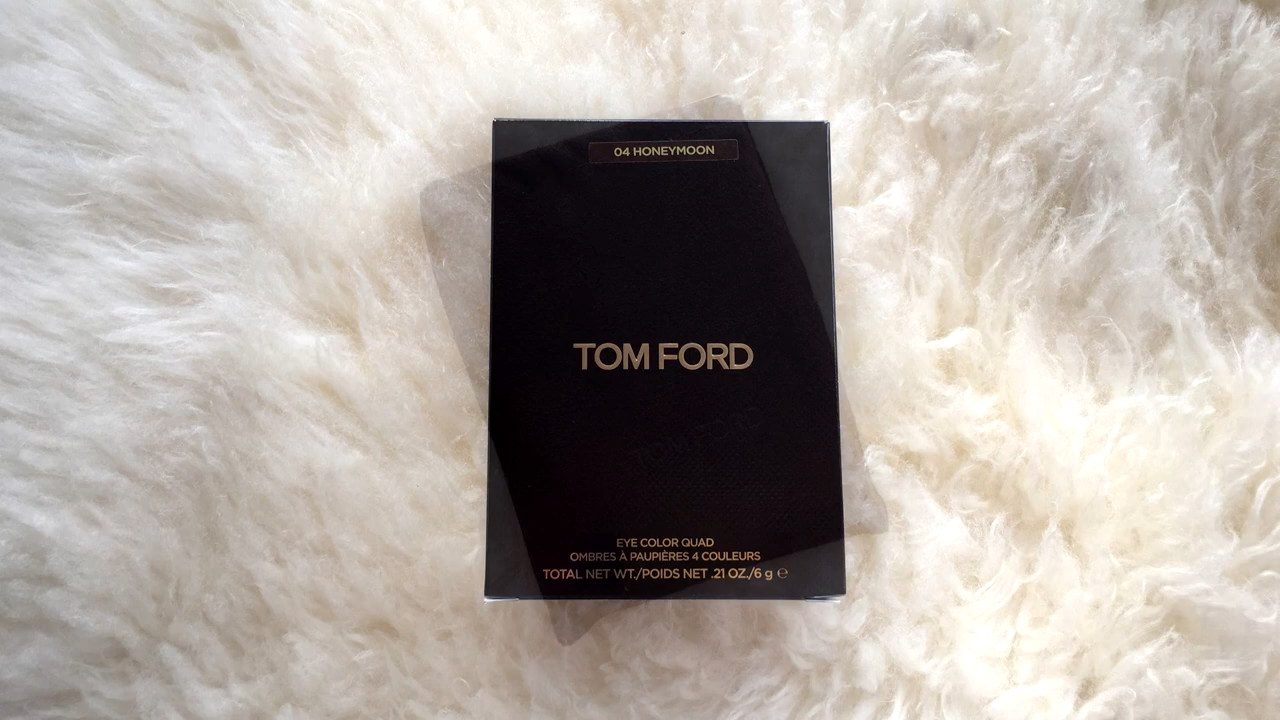 04 HONEYMOON
TOM FORD
EYE COLOR QUAD
OMBRES À PAUPIÈRES 4 COULEURS
TOTAL NET WT./POIDS NET .21 OZ./6 g ℮